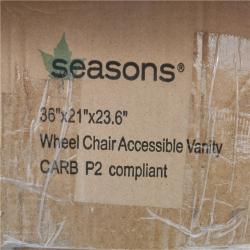 seasons®
36"x21"x23.6"
Wheel Chair Accessible Vanity
CARB P2 compliant